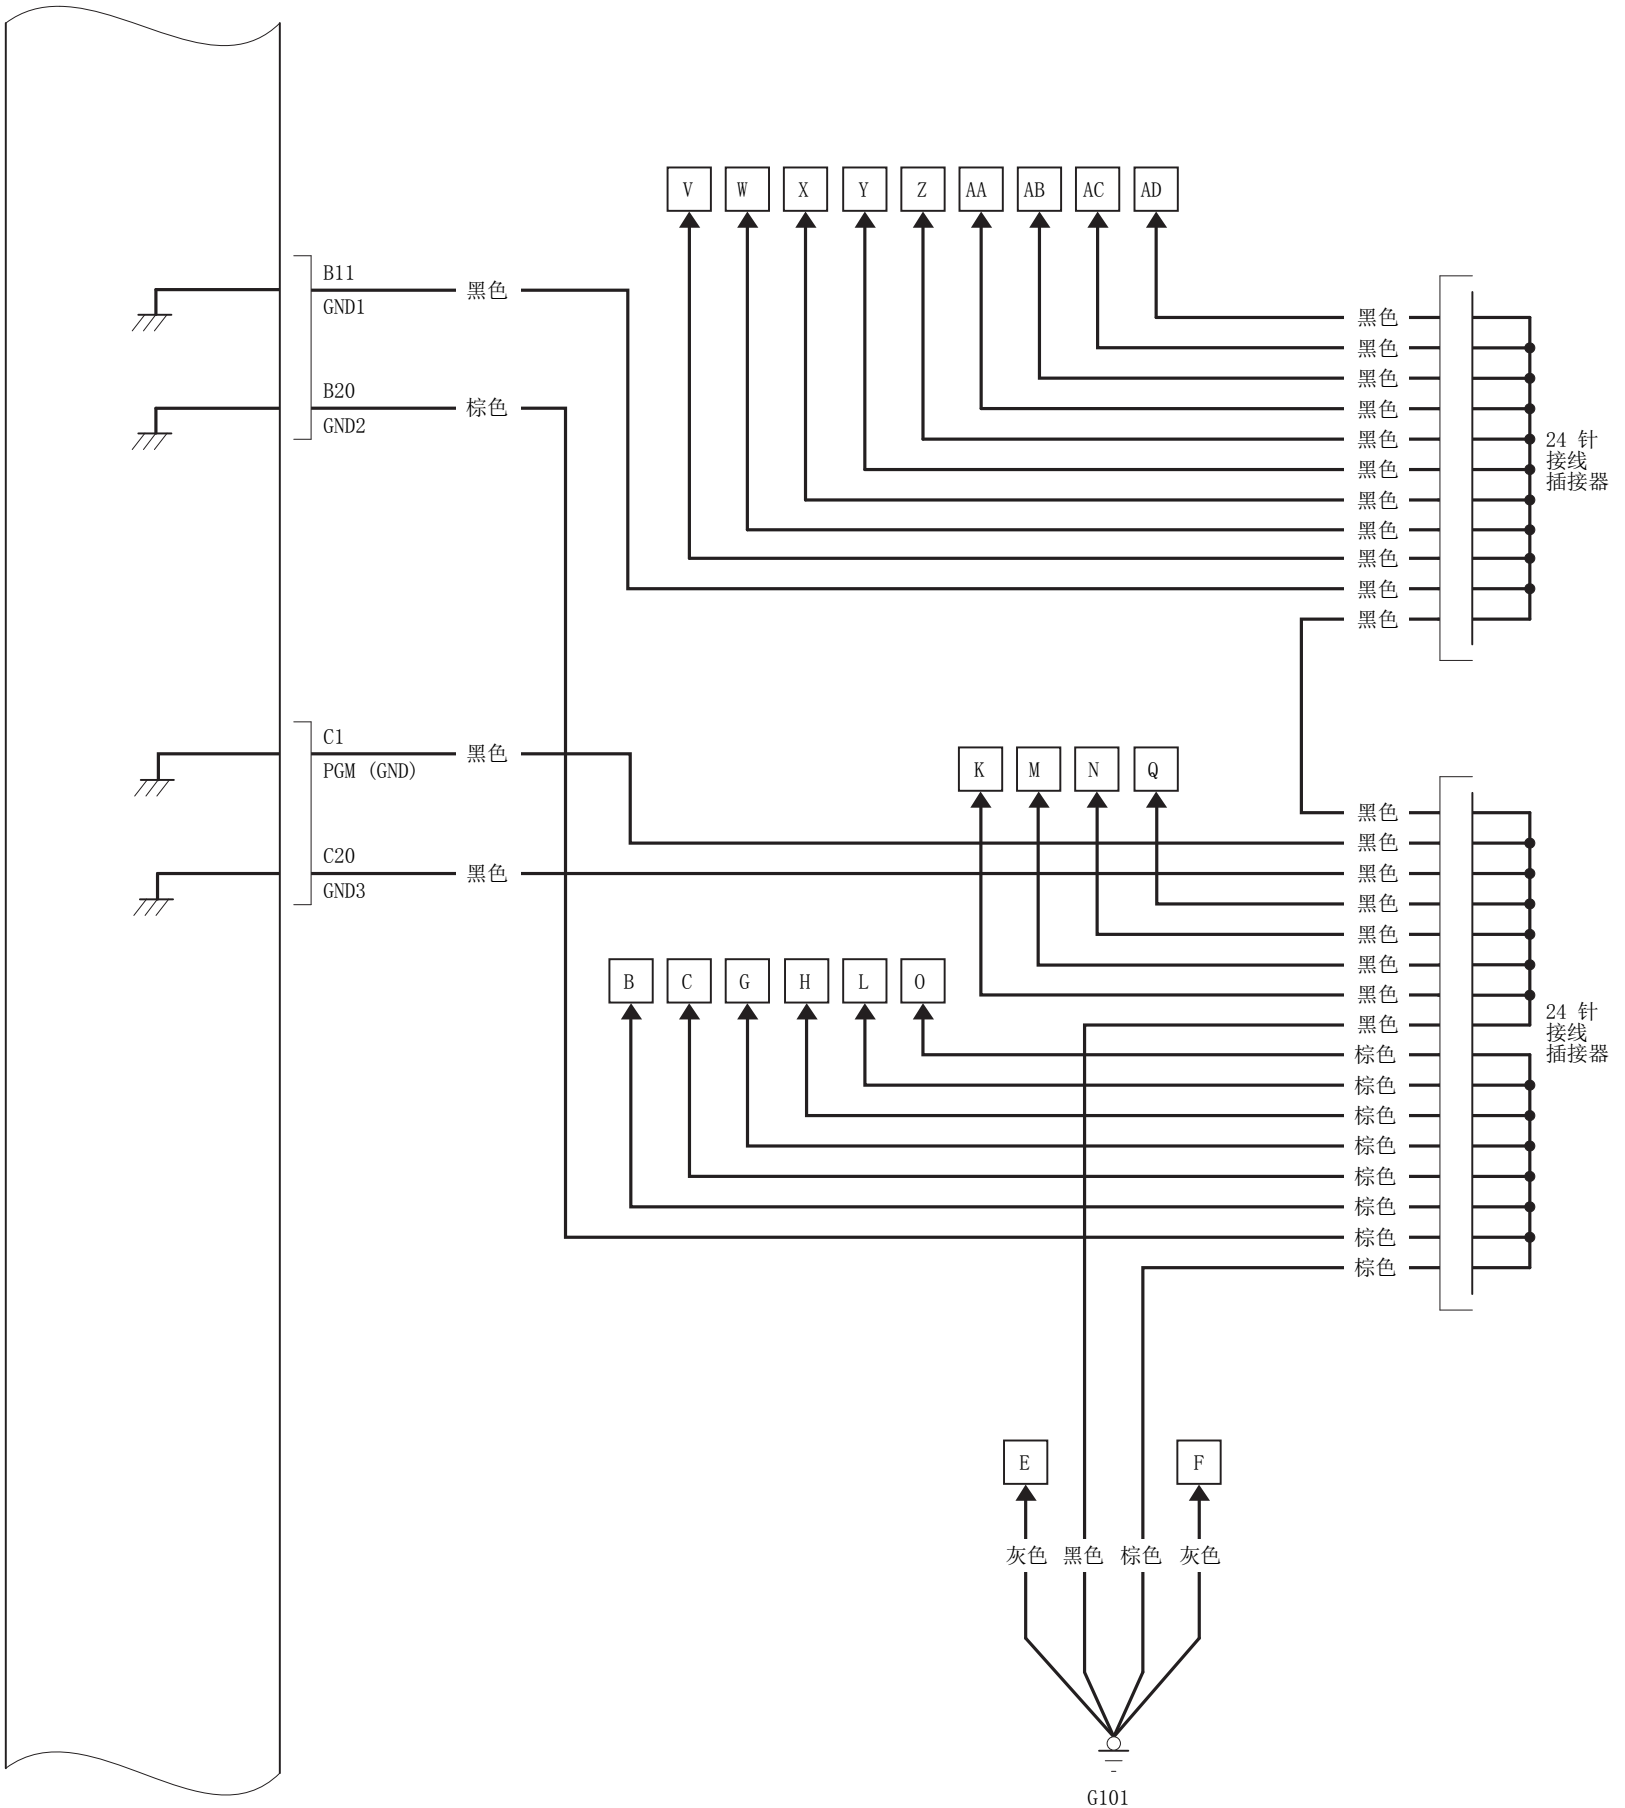 V W X Y Z AA AB AC AD
B11
黑色
GND1
黑色
黑色
黑色
B20
黑色
棕色
GND2
黑色
黑色
黑色
黑色
黑色
黑色
黑色
24 针
接线
插接器
C1
黑色
PGM (GND)
K M N Q
黑色
黑色
C20
黑色
GND3
黑色
黑色
黑色
黑色
黑色
B C G H L O
黑色
棕色
棕色
棕色
棕色
棕色
棕色
棕色
棕色
24 针
接线
插接器
E F
灰色 黑色 棕色 灰色
G101